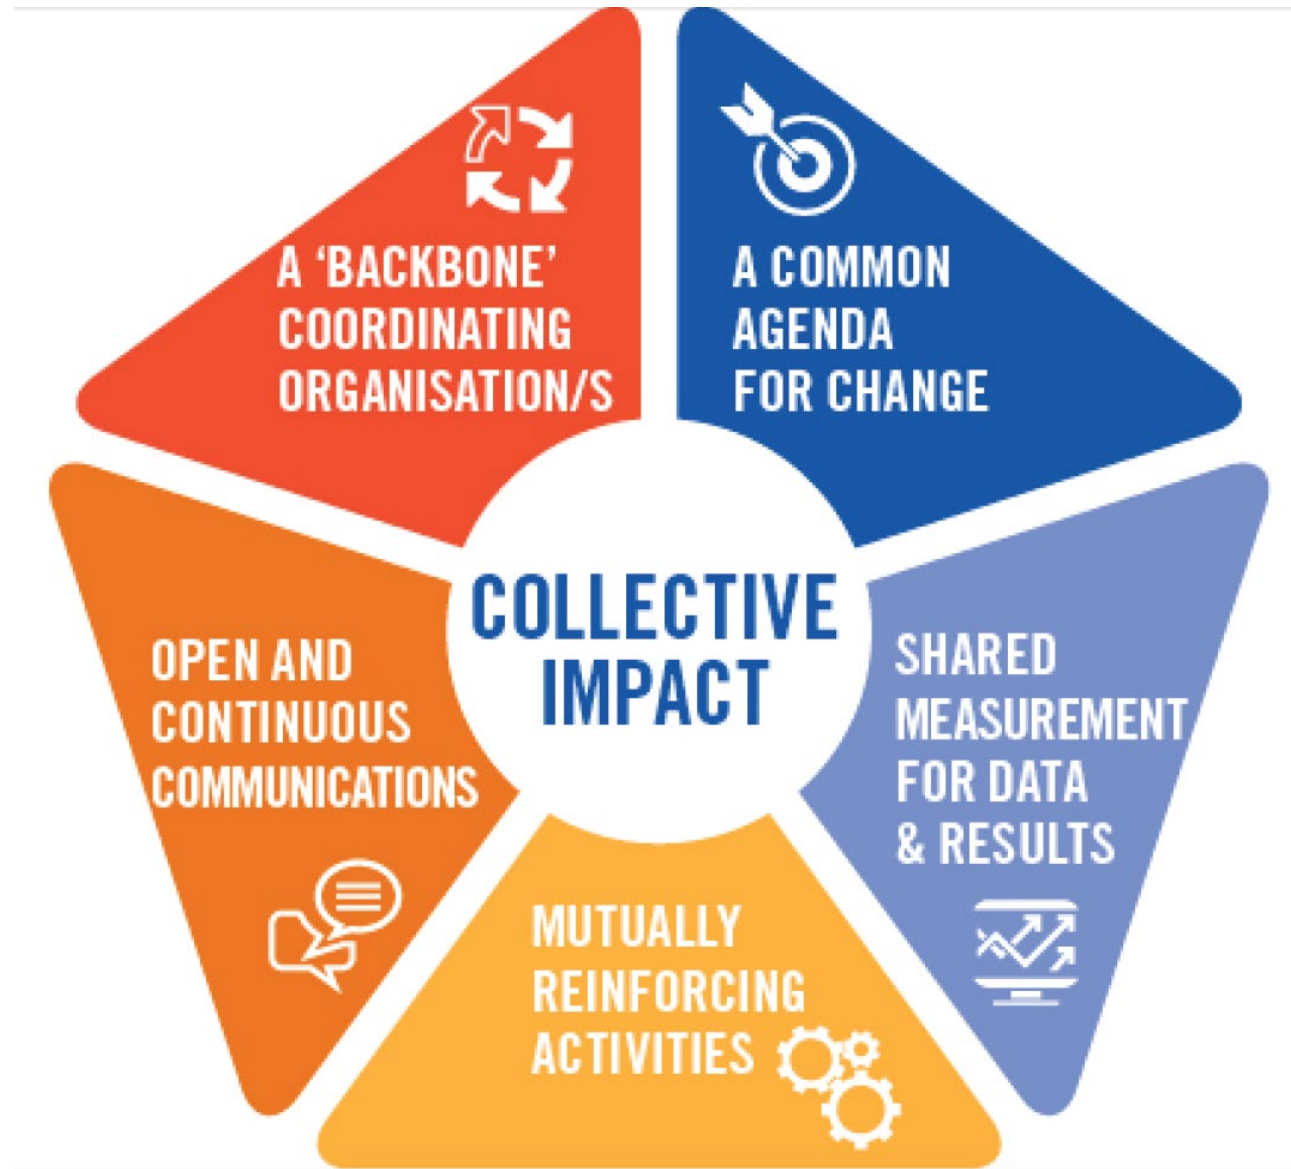 A ‘BACKBONE’
COORDINATING
ORGANISATION/S
A COMMON
AGENDA
FOR CHANGE
COLLECTIVE
IMPACT
OPEN AND
CONTINUOUS
COMMUNICATIONS
SHARED
MEASUREMENT
FOR DATA
& RESULTS
MUTUALLY
REINFORCING
ACTIVITIES